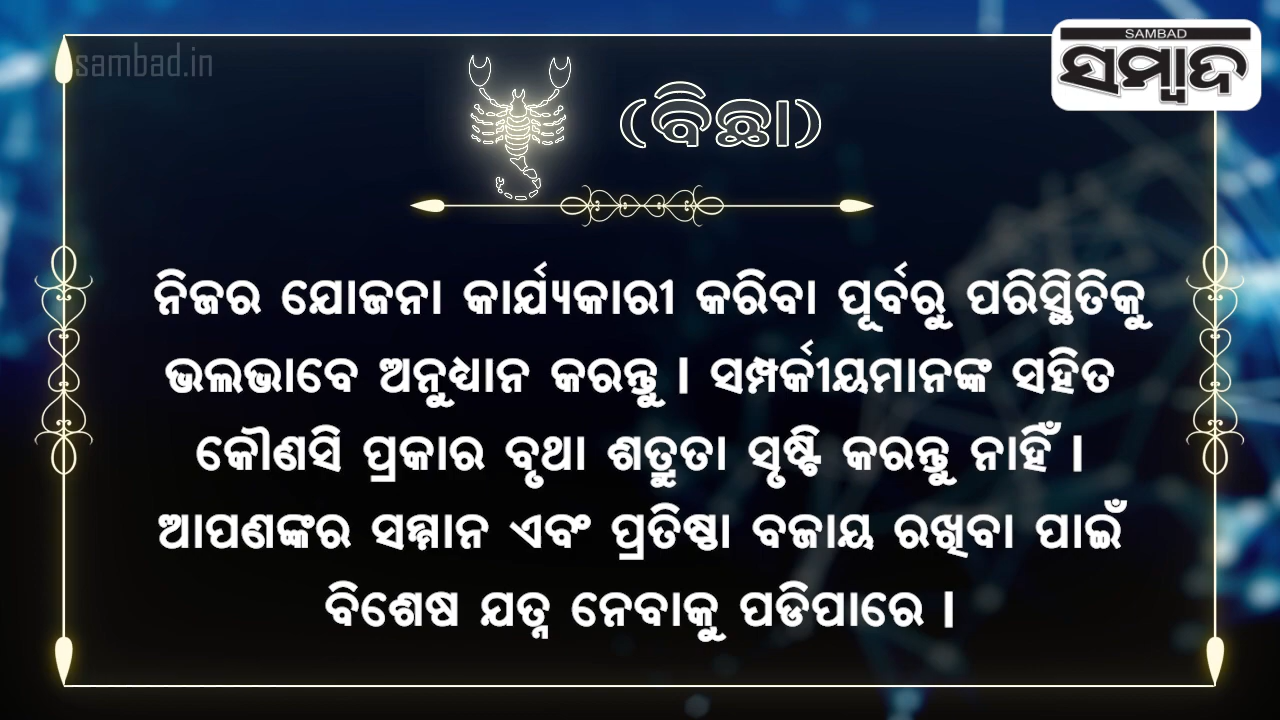 sambad.in
SAMBAD
ସମ୍ବାଦ
(ବିଛା)
ନିଜର ଯୋଜନା କାର୍ଯ୍ୟକାରୀ କରିବା ପୂର୍ବରୁ ପରିସ୍ଥିତିକୁ
ଭଲଭାବେ ଅନୁଧ୍ୟାନ କରନ୍ତୁ । ସମ୍ପର୍କୀୟମାନଙ୍କ ସହିତ
କୌଣସି ପ୍ରକାର ବୃଥା ଶତ୍ରୁତା ସୃଷ୍ଟି କରନ୍ତୁ ନାହିଁ ।
ଆପଣଙ୍କର ସମ୍ମାନ ଏବଂ ପ୍ରତିଷ୍ଠା ବଜାୟ ରଖିବା ପାଇଁ
ବିଶେଷ ଯତ୍ନ ନେବାକୁ ପଡିପାରେ ।